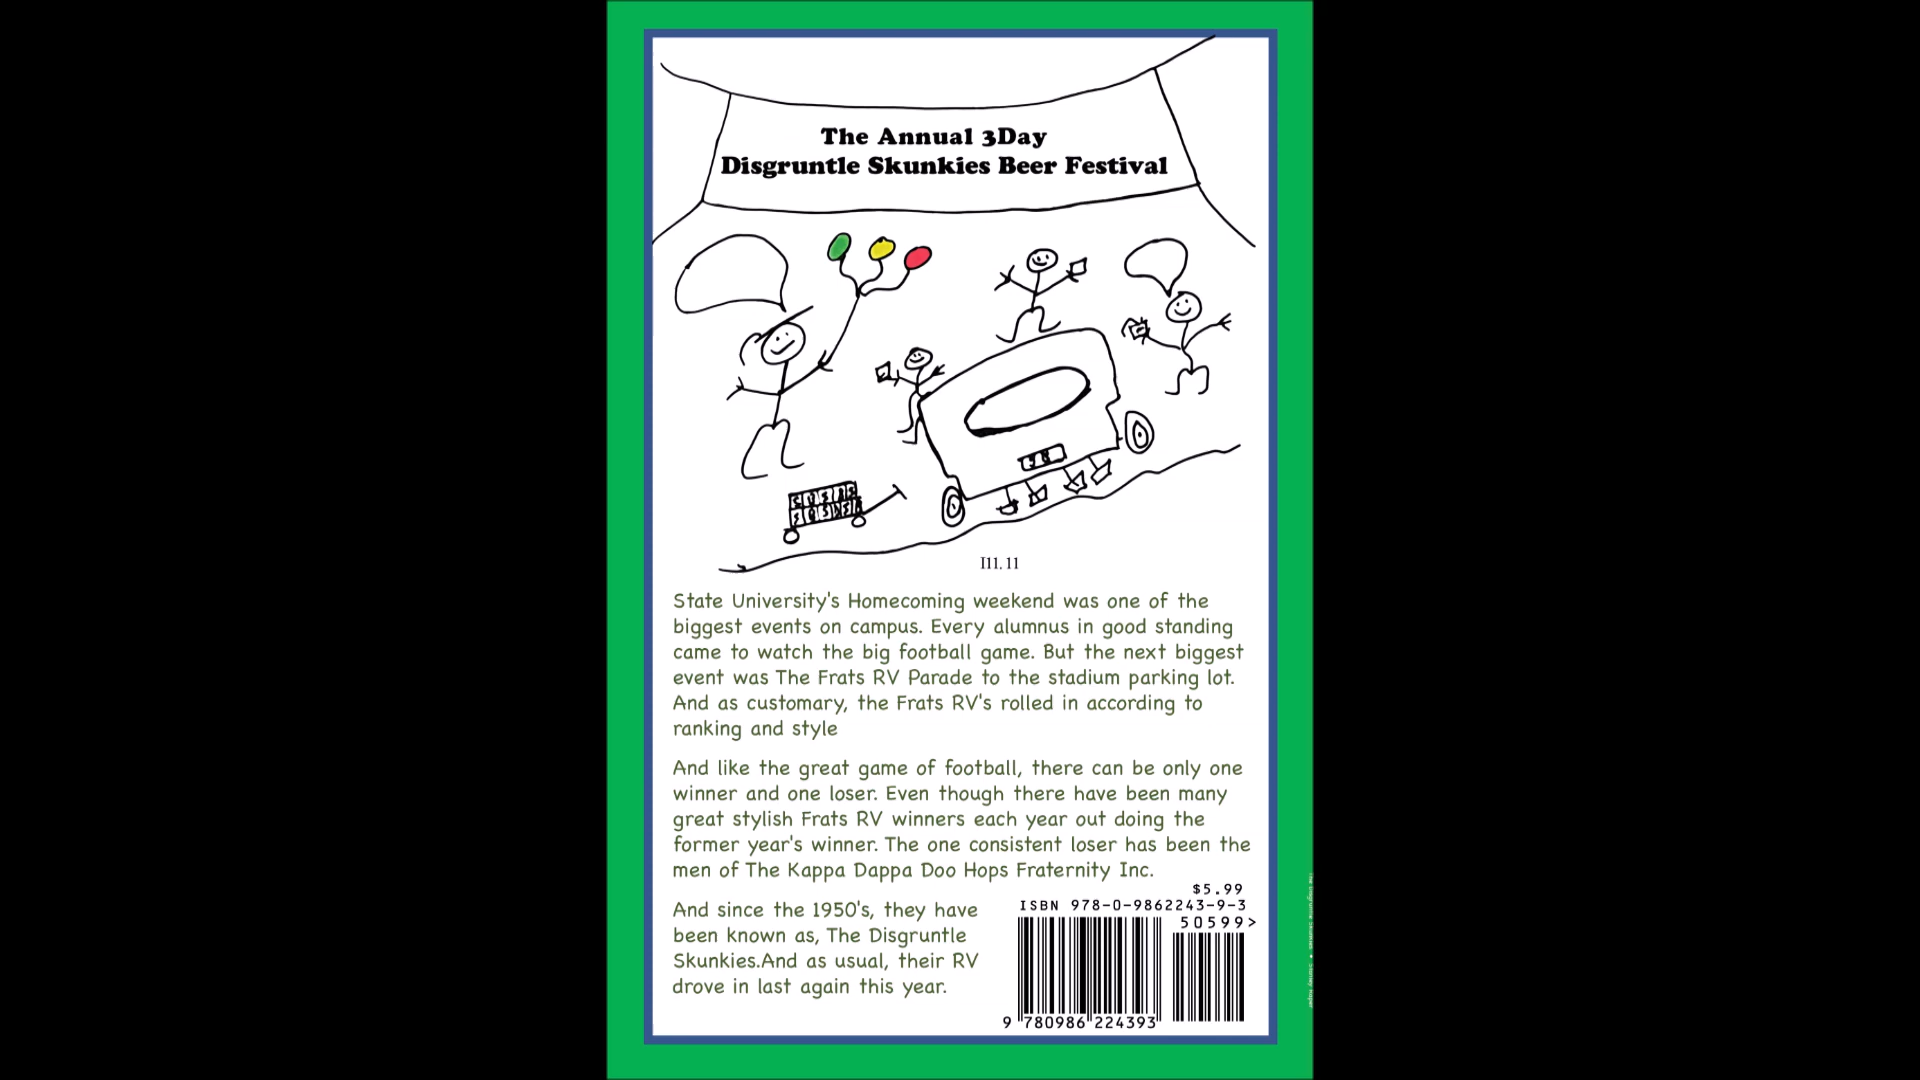 The Annual 3Day
Disgruntle Skunkies Beer Festival
Ill. 11
State University's Homecoming weekend was one of the
biggest events on campus. Every alumnus in good standing
came to watch the big football game. But the next biggest
event was The Frats RV Parade to the stadium parking lot.
And as customary, the Frats RV's rolled in according to
ranking and style
And like the great game of football, there can be only one
winner and one loser. Even though there have been many
great stylish Frats RV winners each year out doing the
former year's winner. The one consistent loser has been the
men of The Kappa Dappa Doo Hops Fraternity Inc.
And since the 1950's, they have
been known as, The Disgruntle
Skunkies.And as usual, their RV
drove in last again this year.
$5.99
ISBN 978-0-9862243-9-3
50599>
9 780986 224393